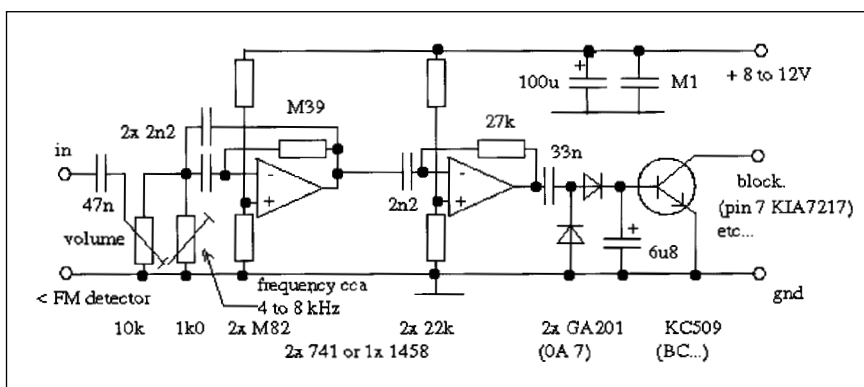 +
100u
M1
+ 8 to 12V
M39
2x 2n2
27k
33n
in
-
+
-
+
47n
2n2
block.
(pin 7 KIA7217)
etc...
volume
+
6u8
< FM detector
frequency cca
4 to 8 kHz
gnd
10k
1k0
2x M82
2x 22k
2x GA201
(0A 7)
KC509
(BC...)
2x 741 or 1x 1458